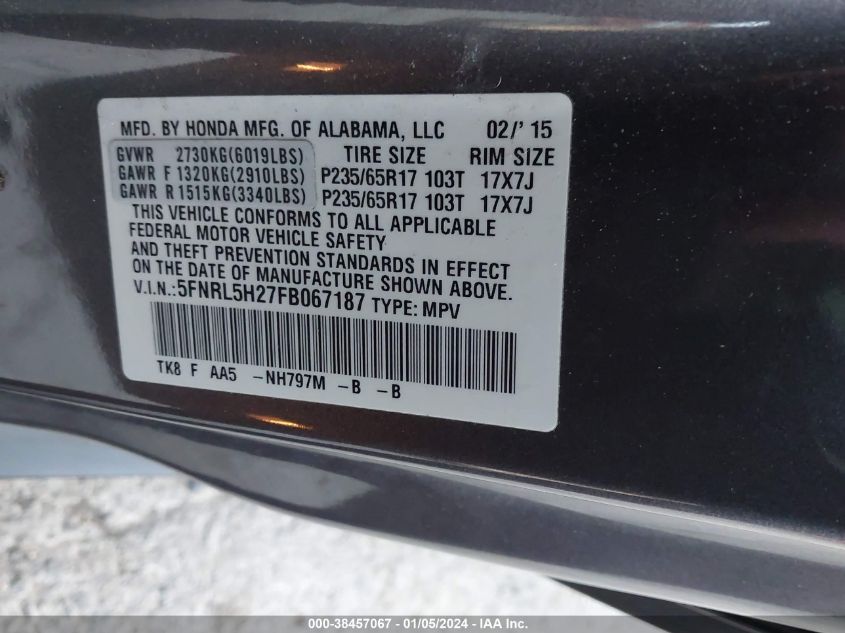 MFD. BY HONDA MFG. OF ALABAMA, LLC 02/' 15
GVWR 2730KG(6019LBS) TIRE SIZE RIM SIZE
GAWR F 1320KG(2910LBS) P235/65R17 103T 17X7J
GAWR R 1515KG(3340LBS) P235/65R17 103T 17X7J
THIS VEHICLE CONFORMS TO ALL APPLICABLE
FEDERAL MOTOR VEHICLE SAFETY
AND THEFT PREVENTION STANDARDS IN EFFECT
ON THE DATE OF MANUFACTURE SHOWN ABOVE.
V.I.N.:5FNRL5H27FB067187 TYPE: MPV
TK8 F AA5 -NH797M -B -B
000-38457067 - 01/05/2024 - IAA Inc.